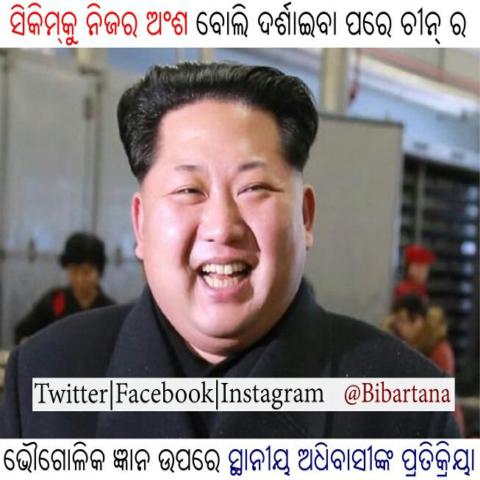 ସିକିମ୍‌କୁ ନିଜର ଅଂଶ ବୋଲି ଦର୍ଶାଇବା ପରେ ଚୀନ୍ ର
Twitter|Facebook|Instagram @Bibartana
ଭୌଗୋଳିକ ଜ୍ଞାନ ଉପରେ ସ୍ଥାନୀୟ ଅଧିବାସୀଙ୍କ ପ୍ରତିକ୍ରିୟା